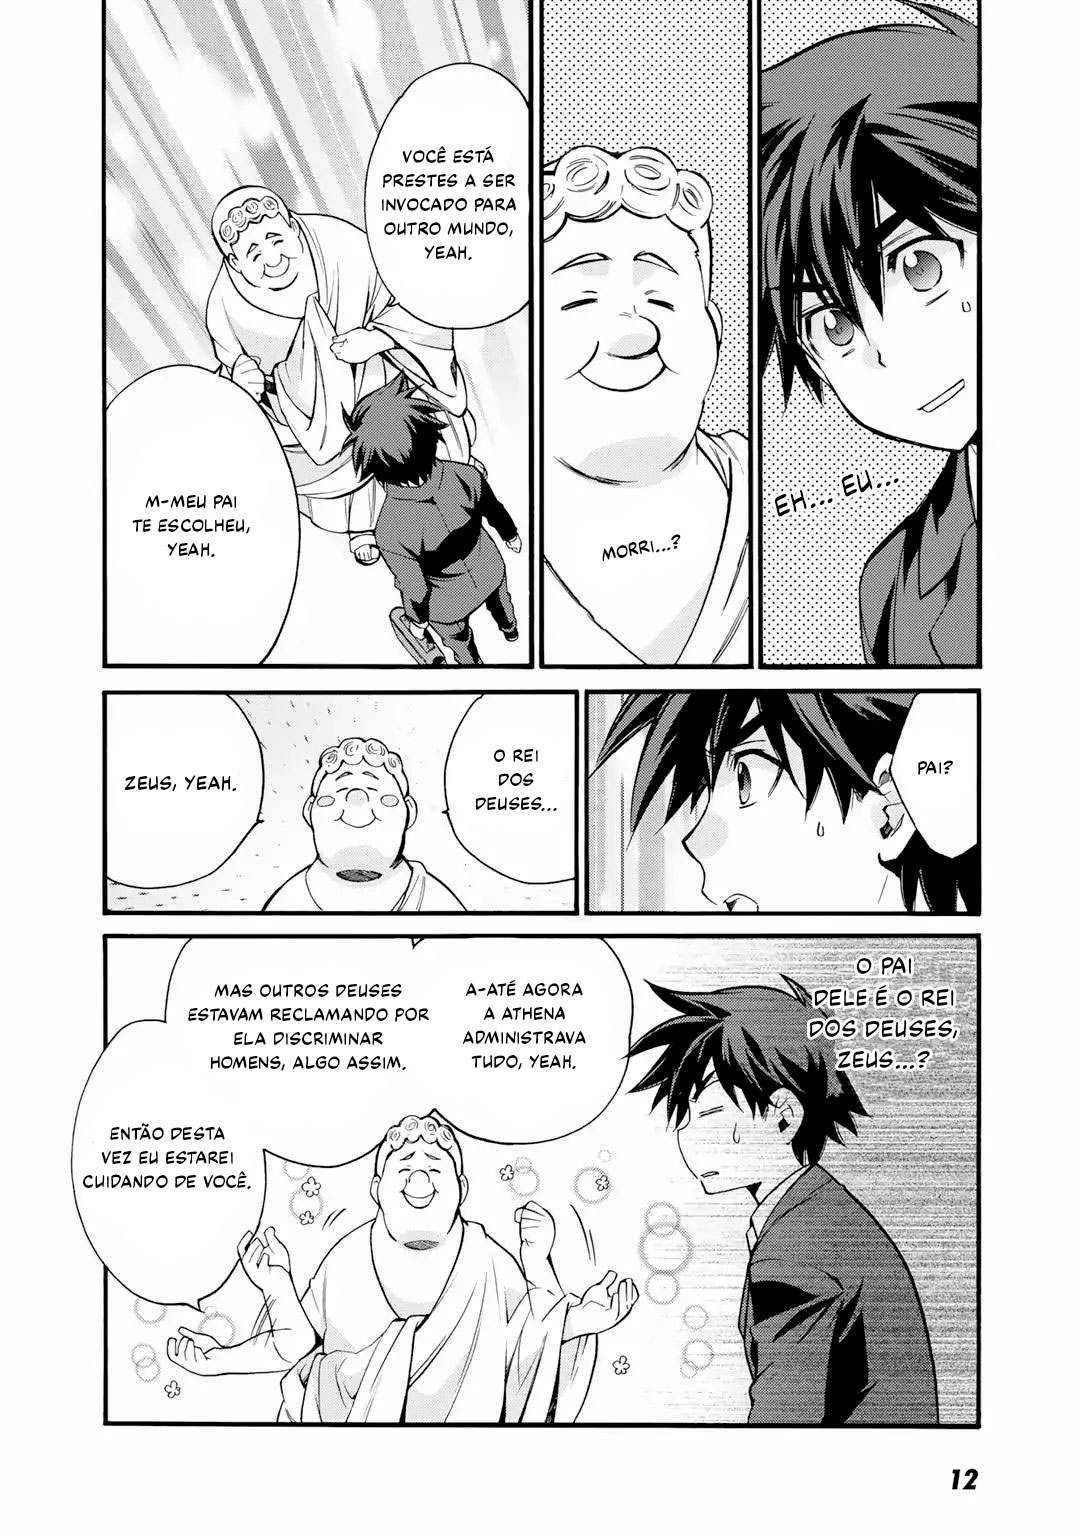 EH... EU...
MORRI...?
VOCÊ ESTÁ
PRESTES A SER
INVOCADO PARA
OUTRO MUNDO,
YEAH.
M-MEU PAI
TE ESCOLHEU,
YEAH.
PAI?
O REI
DOS
DEUSES...
ZEUS, YEAH.
O PAI
DELE É O REI
DOS DEUSES,
ZEUS...?
A-ATÉ AGORA
A ATHENA
ADMINISTRAVA
TUDO, YEAH.
MAS OUTROS DEUSES
ESTAVAM RECLAMANDO POR
ELA DISCRIMINAR
HOMENS, ALGO ASSIM.
ENTÃO DESTA
VEZ EU ESTAREI
CUIDANDO DE VOCÊ.
12